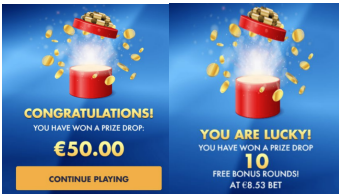 CONGRATULATIONS!
YOU HAVE WON A PRIZE DROP:
€50.00
CONTINUE PLAYING
YOU ARE LUCKY!
YOU HAVE WON A PRIZE DROP
10
FREE BONUS ROUNDS!
AT €8.53 BET